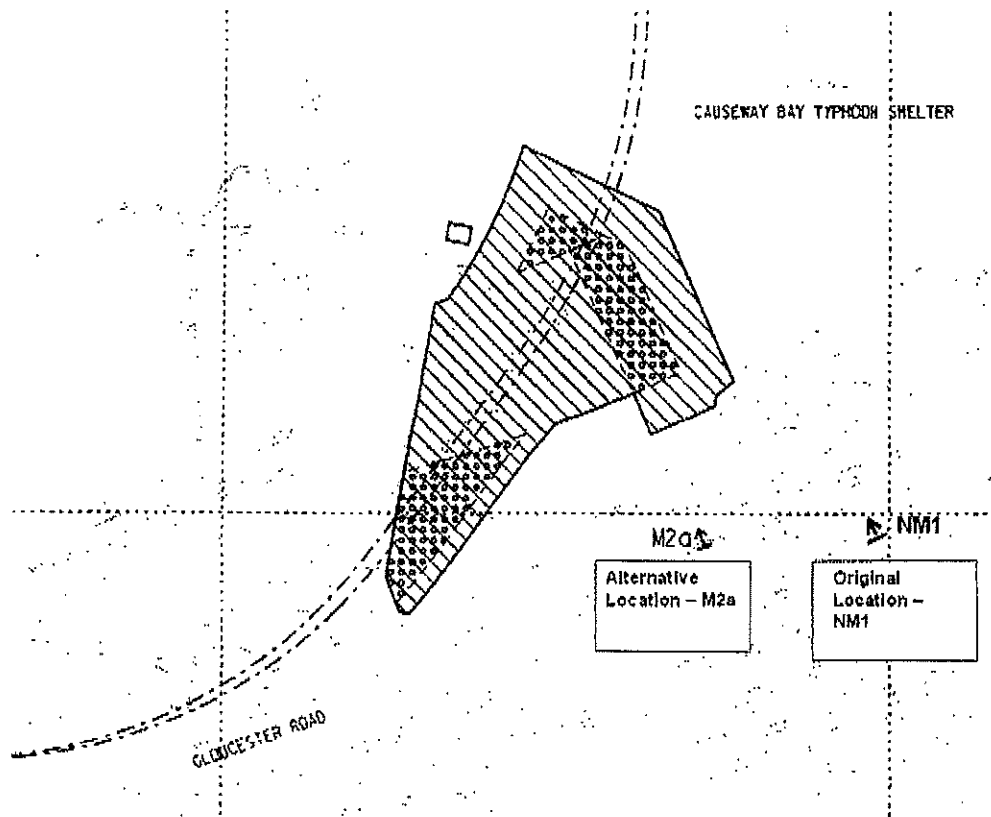 CAUSEWAY BAY TYPHOON SHELTER
M2a
NM1
Alternative
Location – M2a
Original
Location –
NM1
GLOUCESTER ROAD